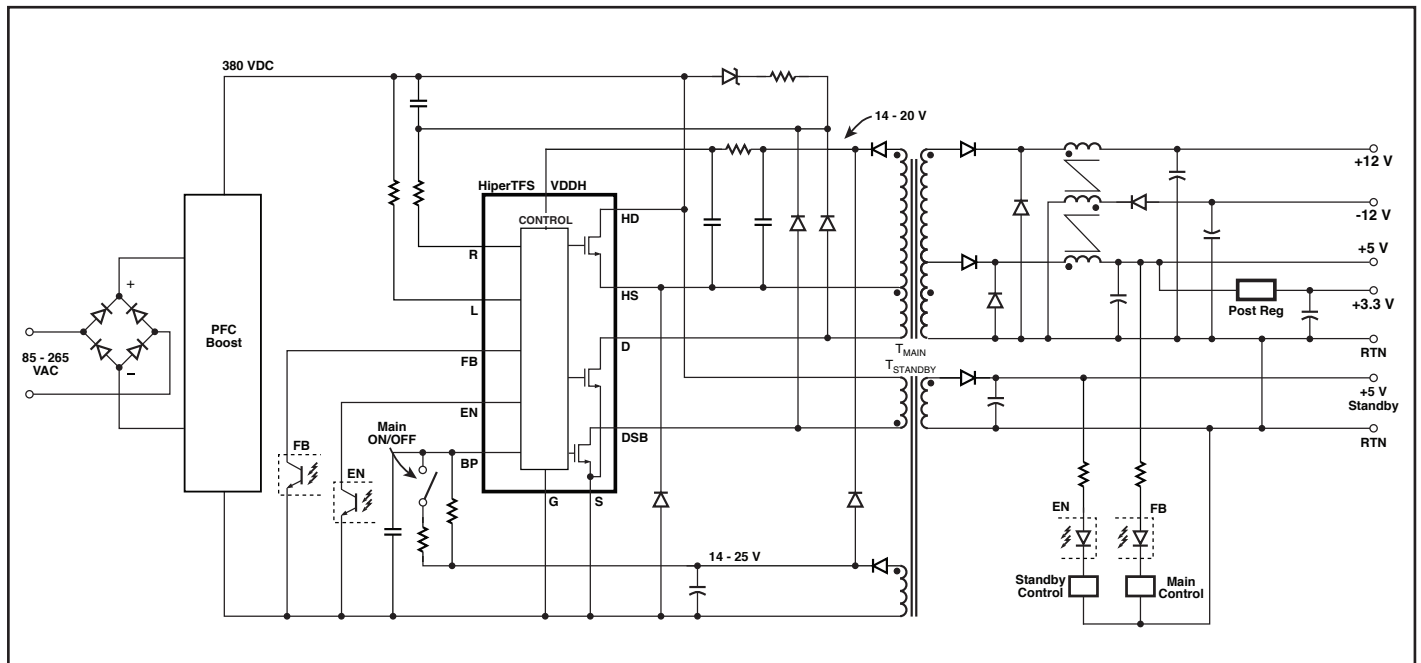 380 VDC
14 - 20 V
HiperTFS
VDDH
CONTROL
HD
R
HS
L
D
FB
EN
DSB
BP
G
S
PFC
Boost
+
−
85 - 265
VAC
FB
EN
Main
ON/OFF
14 - 25 V
TMAIN
TSTANDBY
+12 V
-12 V
+5 V
+3.3 V
Post Reg
RTN
+5 V
Standby
RTN
EN
FB
Standby
Control
Main
Control